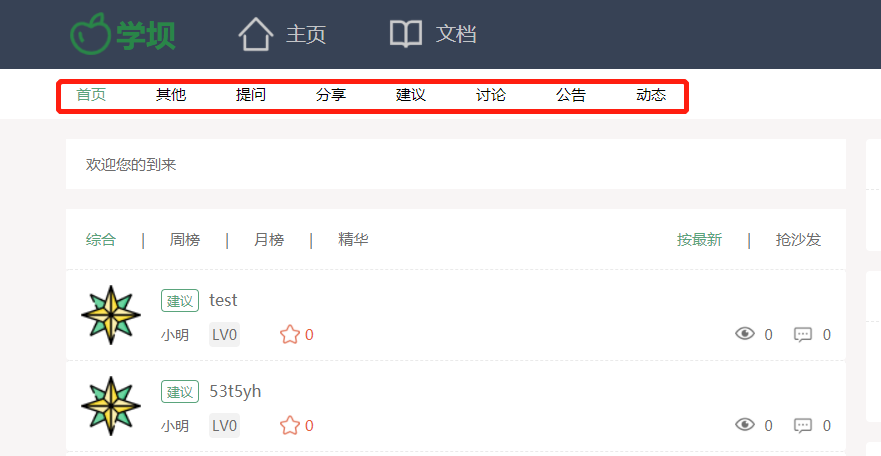 学坝 主页 文档
首页 其他 提问 分享 建议 讨论 公告 动态
欢迎您的到来
综合 | 周榜 | 月榜 | 精华 按最新 | 抢沙发
建议 test
小明 LV0 0 0 0
建议 53t5yh
小明 LV0 0 0 0